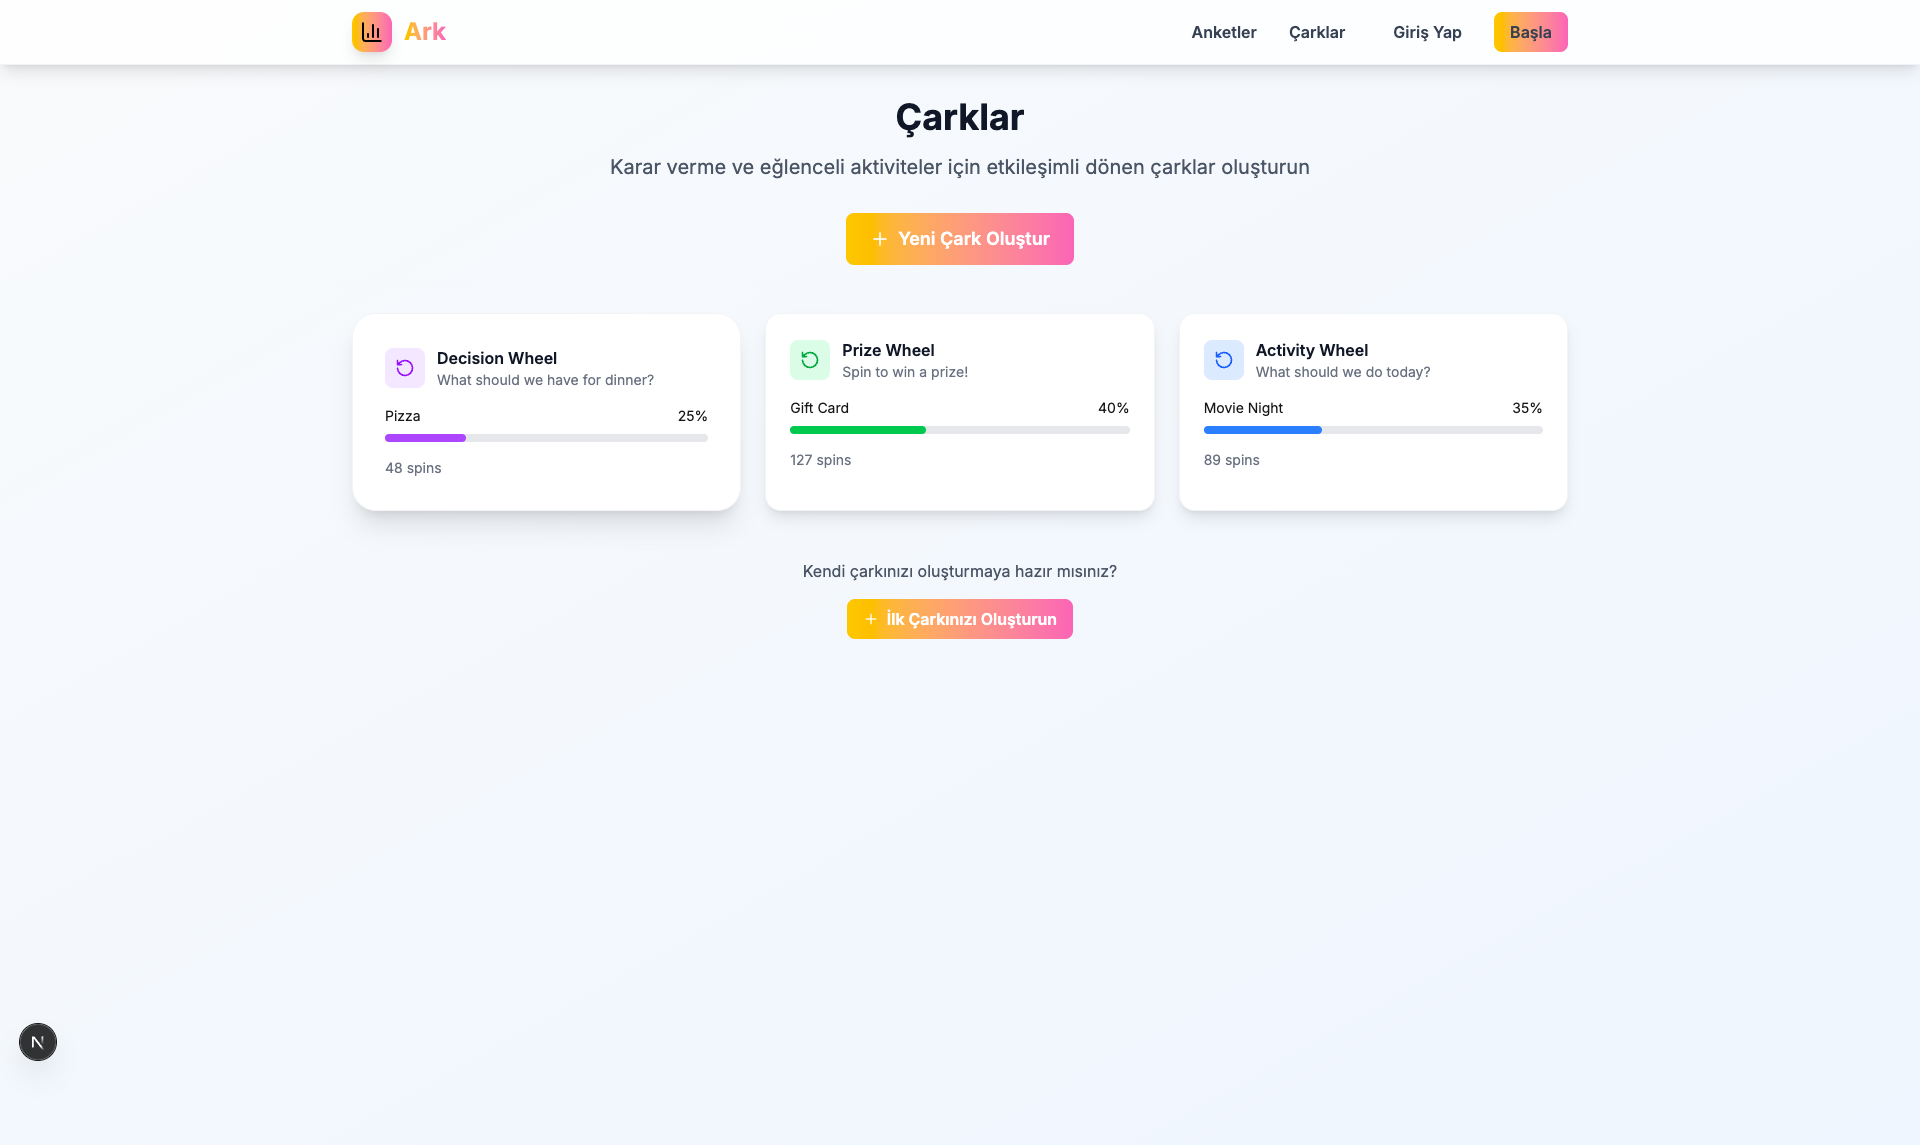 Ark
Anketler
Çarklar
Giriş Yap
Başla
Çarklar
Karar verme ve eğlenceli aktiviteler için etkileşimli dönen çarklar oluşturun
Yeni Çark Oluştur
Decision Wheel
What should we have for dinner?
Pizza 25%
48 spins
Prize Wheel
Spin to win a prize!
Gift Card 40%
127 spins
Activity Wheel
What should we do today?
Movie Night 35%
89 spins
Kendi çarkınızı oluşturmaya hazır mısınız?
İlk Çarkınızı Oluşturun
N